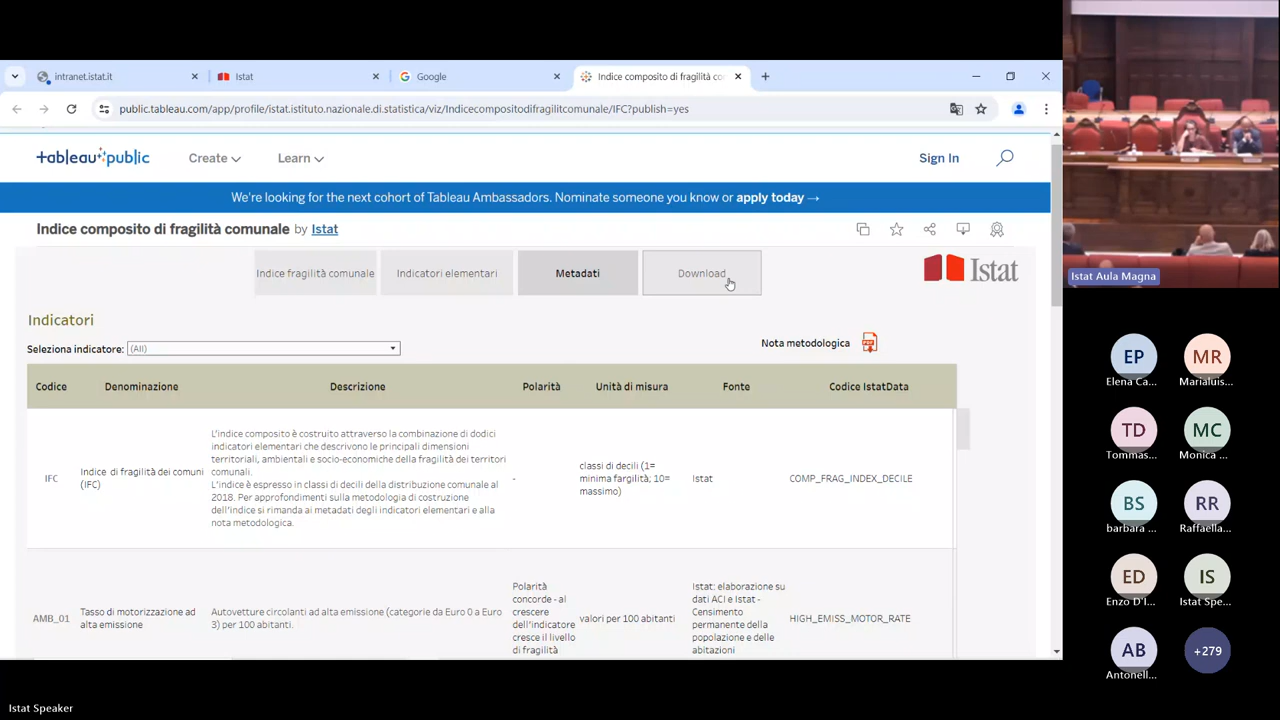 intranet.istat.it
Istat
Google
Indice composito di fragilità co
public.tableau.com/app/profile/istat.istituto.nazionale.di.statistica/viz/Indicecompositodifragilitcomunale/IFC?publish=yes
+tableau+public
Create
Learn
Sign In
We're looking for the next cohort of Tableau Ambassadors. Nominate someone you know or apply today →
Indice composito di fragilità comunale by Istat
Indice fragilità comunale
Indicatori elementari
Metadati
Download
Istat
Indicatori
Seleziona indicatore: (All)
Nota metodologica
Codice
Denominazione
Descrizione
Polarità
Unità di misura
Fonte
Codice IstatData
IFC
Indice di fragilità dei comuni
(IFC)
L'indice composito è costruito attraverso la combinazione di dodici
indicatori elementari che descrivono le principali dimensioni
territoriali, ambientali e socio-economiche della fragilità dei territori
comunali.
L'indice è espresso in classi di decili della distribuzione comunale al
2018. Per approfondimenti sulla metodologia di costruzione
dell'indice si rimanda ai metadati degli indicatori elementari e alla
nota metodologica.
-
classi di decili (1=
minima fargilità; 10=
massimo)
Istat
COMP_FRAG_INDEX_DECILE
AMB_01
Tasso di motorizzazione ad
alta emissione
Autovetture circolanti ad alta emissione (categorie da Euro 0 a Euro
3) per 100 abitanti.
Polarità
concorde - al
crescere
dell'indicatore
cresce il livello
di fragilità
valori per 100 abitanti
Istat: elaborazione su
dati ACI e Istat -
Censimento
permanente della
popolazione e delle
abitazioni
HIGH_EMISS_MOTOR_RATE
Istat Aula Magna
EP
Elena Ca...
MR
Marialuis...
TD
Tommas...
MC
Monica ...
BS
barbara ...
RR
Raffaella...
ED
Enzo D'I...
IS
Istat Spe...
AB
Antonell...
+279
Istat Speaker